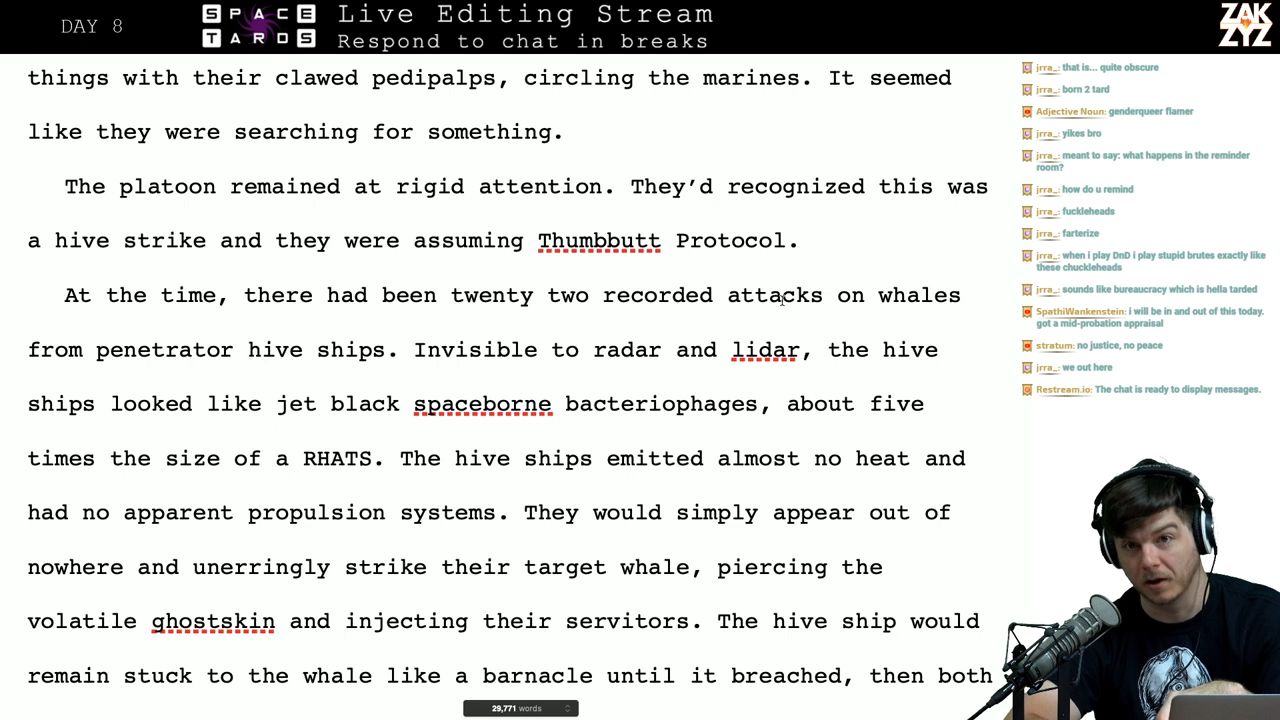 DAY 8
SPACE
TARDS
Live Editing Stream
Respond to chat in breaks
ZAK
ZYZ
things with their clawed pedipalps, circling the marines. It seemed
like they were searching for something.
The platoon remained at rigid attention. They’d recognized this was
a hive strike and they were assuming Thumbbutt Protocol.
At the time, there had been twenty two recorded attacks on whales
from penetrator hive ships. Invisible to radar and lidar, the hive
ships looked like jet black spaceborne bacteriophages, about five
times the size of a RHATS. The hive ships emitted almost no heat and
had no apparent propulsion systems. They would simply appear out of
nowhere and unerringly strike their target whale, piercing the
volatile ghostskin and injecting their servitors. The hive ship would
remain stuck to the whale like a barnacle until it breached, then both
29,771 words
jrra_: that is... quite obscure
jrra_: born 2 tard
Adjective Noun: genderqueer flamer
jrra_: yikes bro
jrra_: meant to say: what happens in the reminder
room?
jrra_: how do u remind
jrra_: fuckleheads
jrra_: farterize
jrra_: when i play DnD i play stupid brutes exactly like
these chuckleheads
jrra_: sounds like bureaucracy which is hella tarded
SpathiWankenstein: i will be in and out of this today.
got a mid-probation appraisal
stratum: no justice, no peace
jrra_: we out here
Restream.io: The chat is ready to display messages.